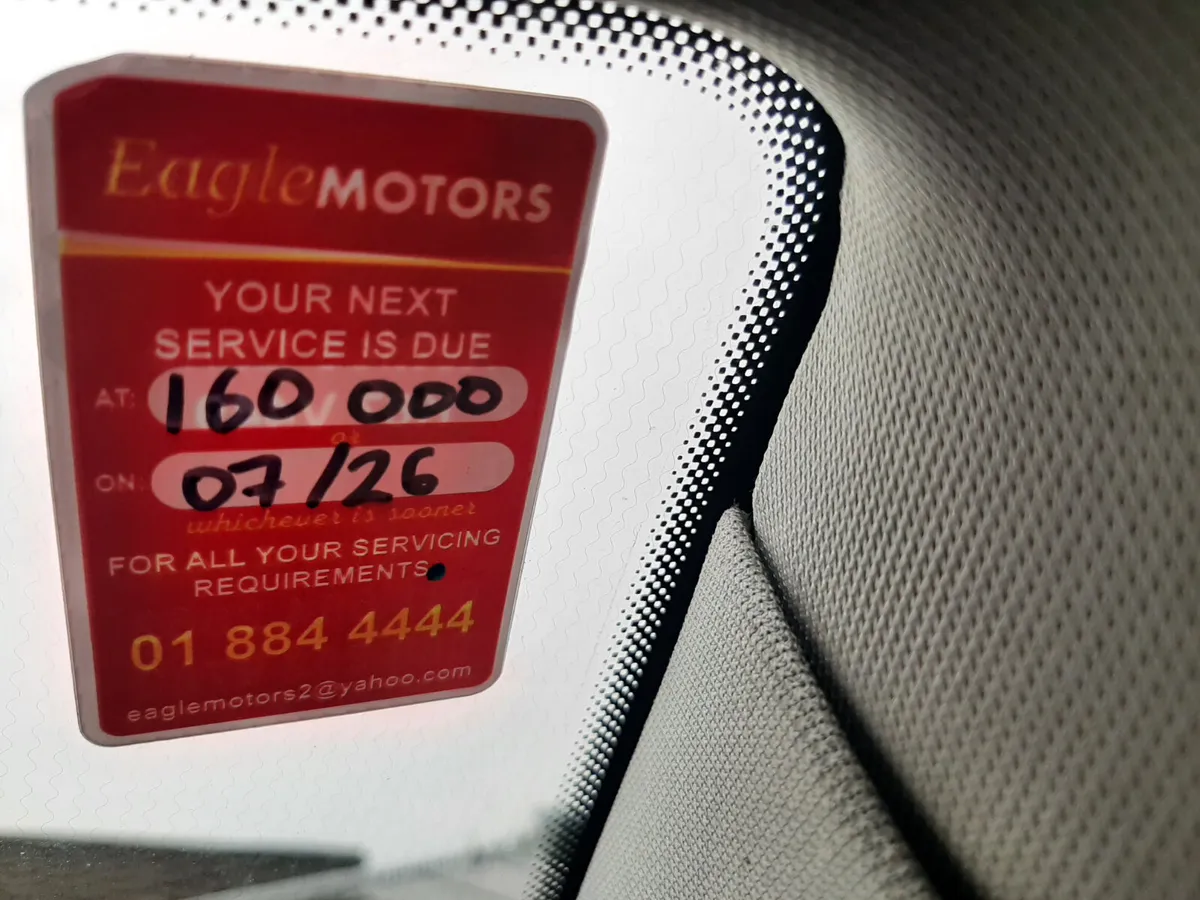 EagleMOTORS
YOUR NEXT
SERVICE IS DUE
AT: 160 000
or
ON: 07/26
whichever is sooner
FOR ALL YOUR SERVICING
REQUIREMENTS
01 884 4444
eaglemotors2@yahoo.com